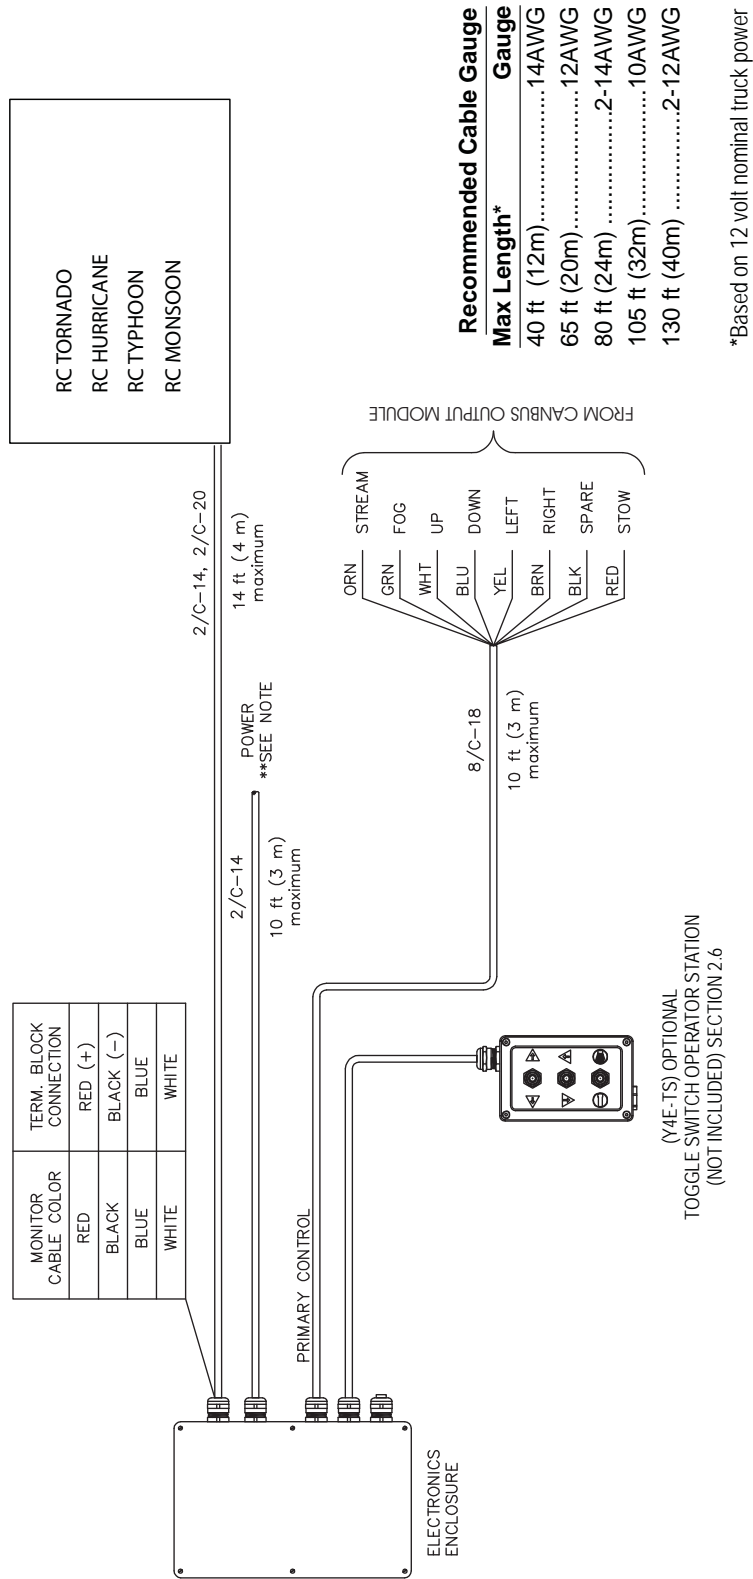 MONITOR
CABLE COLOR
TERM. BLOCK
CONNECTION
RED
RED (+)
BLACK
BLACK (−)
BLUE
BLUE
WHITE
WHITE
RC TORNADO
RC HURRICANE
RC TYPHOON
RC MONSOON
2/C−14, 2/C−20
14 ft (4 m)
maximum
2/C−14
10 ft (3 m)
maximum
POWER
**SEE NOTE
PRIMARY CONTROL
8/C−18
10 ft (3 m)
maximum
ORN STREAM
GRN FOG
WHT UP
BLU DOWN
YEL LEFT
BRN RIGHT
BLK SPARE
RED STOW
FROM CANBUS OUTPUT MODULE
ELECTRONICS
ENCLOSURE
(Y4E-TS) OPTIONAL
TOGGLE SWITCH OPERATOR STATION
(NOT INCLUDED) SECTION 2.6
Recommended Cable Gauge
Max Length* Gauge
40 ft (12m)......................14AWG
65 ft (20m)......................12AWG
80 ft (24m) ...................2-14AWG
105 ft (32m)....................10AWG
130 ft (40m) .................2-12AWG
*Based on 12 volt nominal truck power